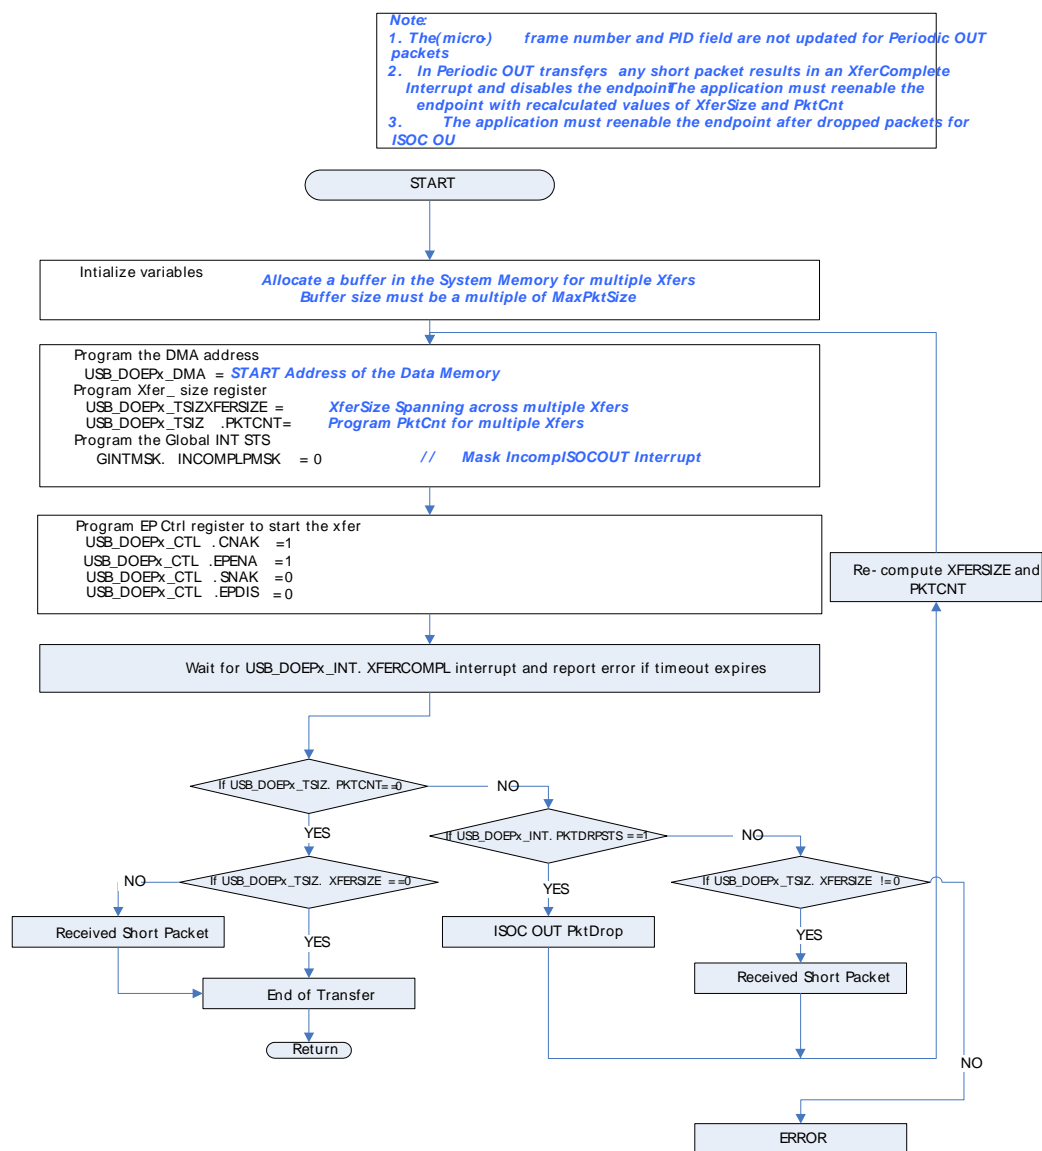 Note:
1. The(micro-) frame number and PID field are not updated for Periodic OUT
packets
2. In Periodic OUT transfers any short packet results in an XferComplete
Interrupt and disables the endpoint.The application must reenable the
endpoint with recalculated values of XferSize and PktCnt
3. The application must reenable the endpoint after dropped packets for
ISOC OU
START
Intialize variables
Allocate a buffer in the System Memory for multiple Xfers
Buffer size must be a multiple of MaxPktSize
Program the DMA address
USB_DOEPx_DMA = START Address of the Data Memory
Program Xfer_ size register
USB_DOEPx_TSIZXFERSIZE = XferSize Spanning across multiple Xfers
USB_DOEPx_TSIZ .PKTCNT= Program PktCnt for multiple Xfers
Program the Global INT STS
GINTMSK. INCOMPLPMSK = 0 // Mask IncompISOCOUT Interrupt
Program EP Ctrl register to start the xfer
USB_DOEPx_CTL .CNAK =1
USB_DOEPx_CTL .EPENA =1
USB_DOEPx_CTL .SNAK =0
USB_DOEPx_CTL .EPDIS =0
Re- compute XFERSIZE and
PKTCNT
Wait for USB_DOEPx_INT. XFERCOMPL interrupt and report error if timeout expires
If USB_DOEPx_TSIZ. PKTCNT==0
NO
YES
If USB_DOEPx_INT. PKTDRPSTS ==1
NO
NO
If USB_DOEPx_TSIZ. XFERSIZE ==0
YES
If USB_DOEPx_TSIZ. XFERSIZE !=0
Received Short Packet
YES
ISOC OUT PktDrop
YES
Received Short Packet
End of Transfer
Return
NO
ERROR